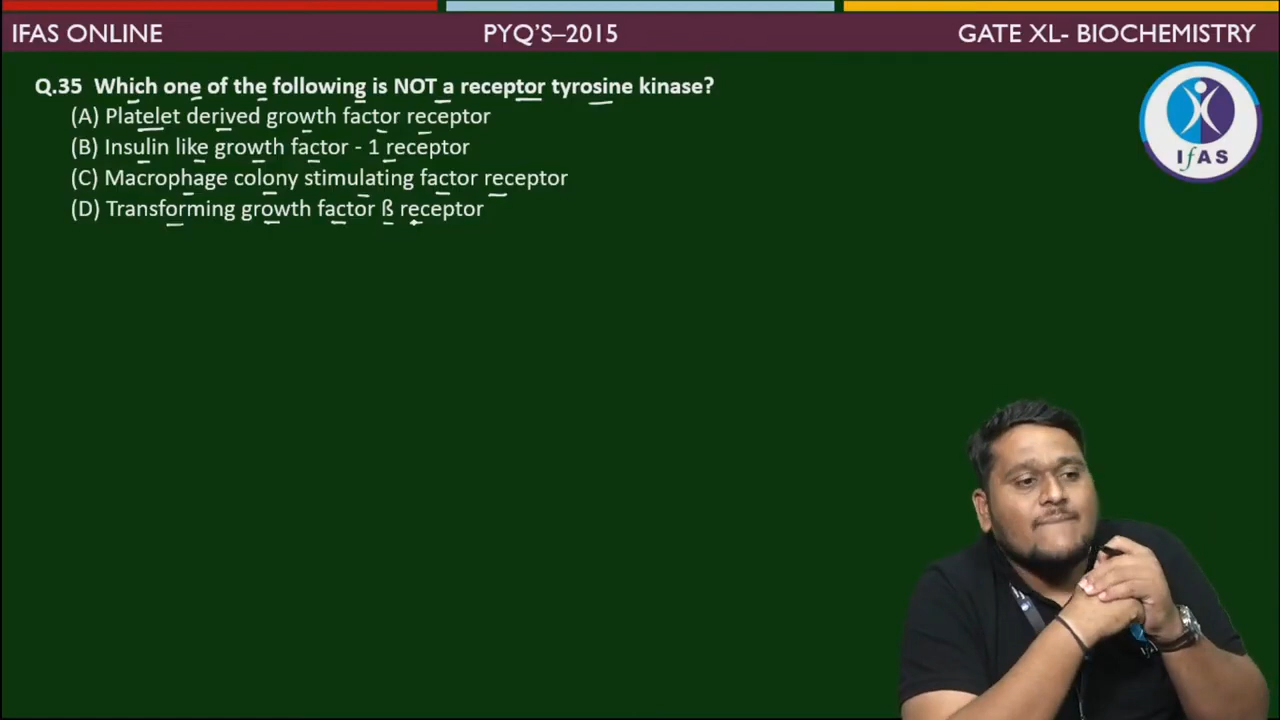 IFAS ONLINE PYQ'S–2015 GATE XL- BIOCHEMISTRY
Q.35 Which one of the following is NOT a receptor tyrosine kinase?
(A) Platelet derived growth factor receptor
(B) Insulin like growth factor - 1 receptor
(C) Macrophage colony stimulating factor receptor
(D) Transforming growth factor ß receptor
IfAS